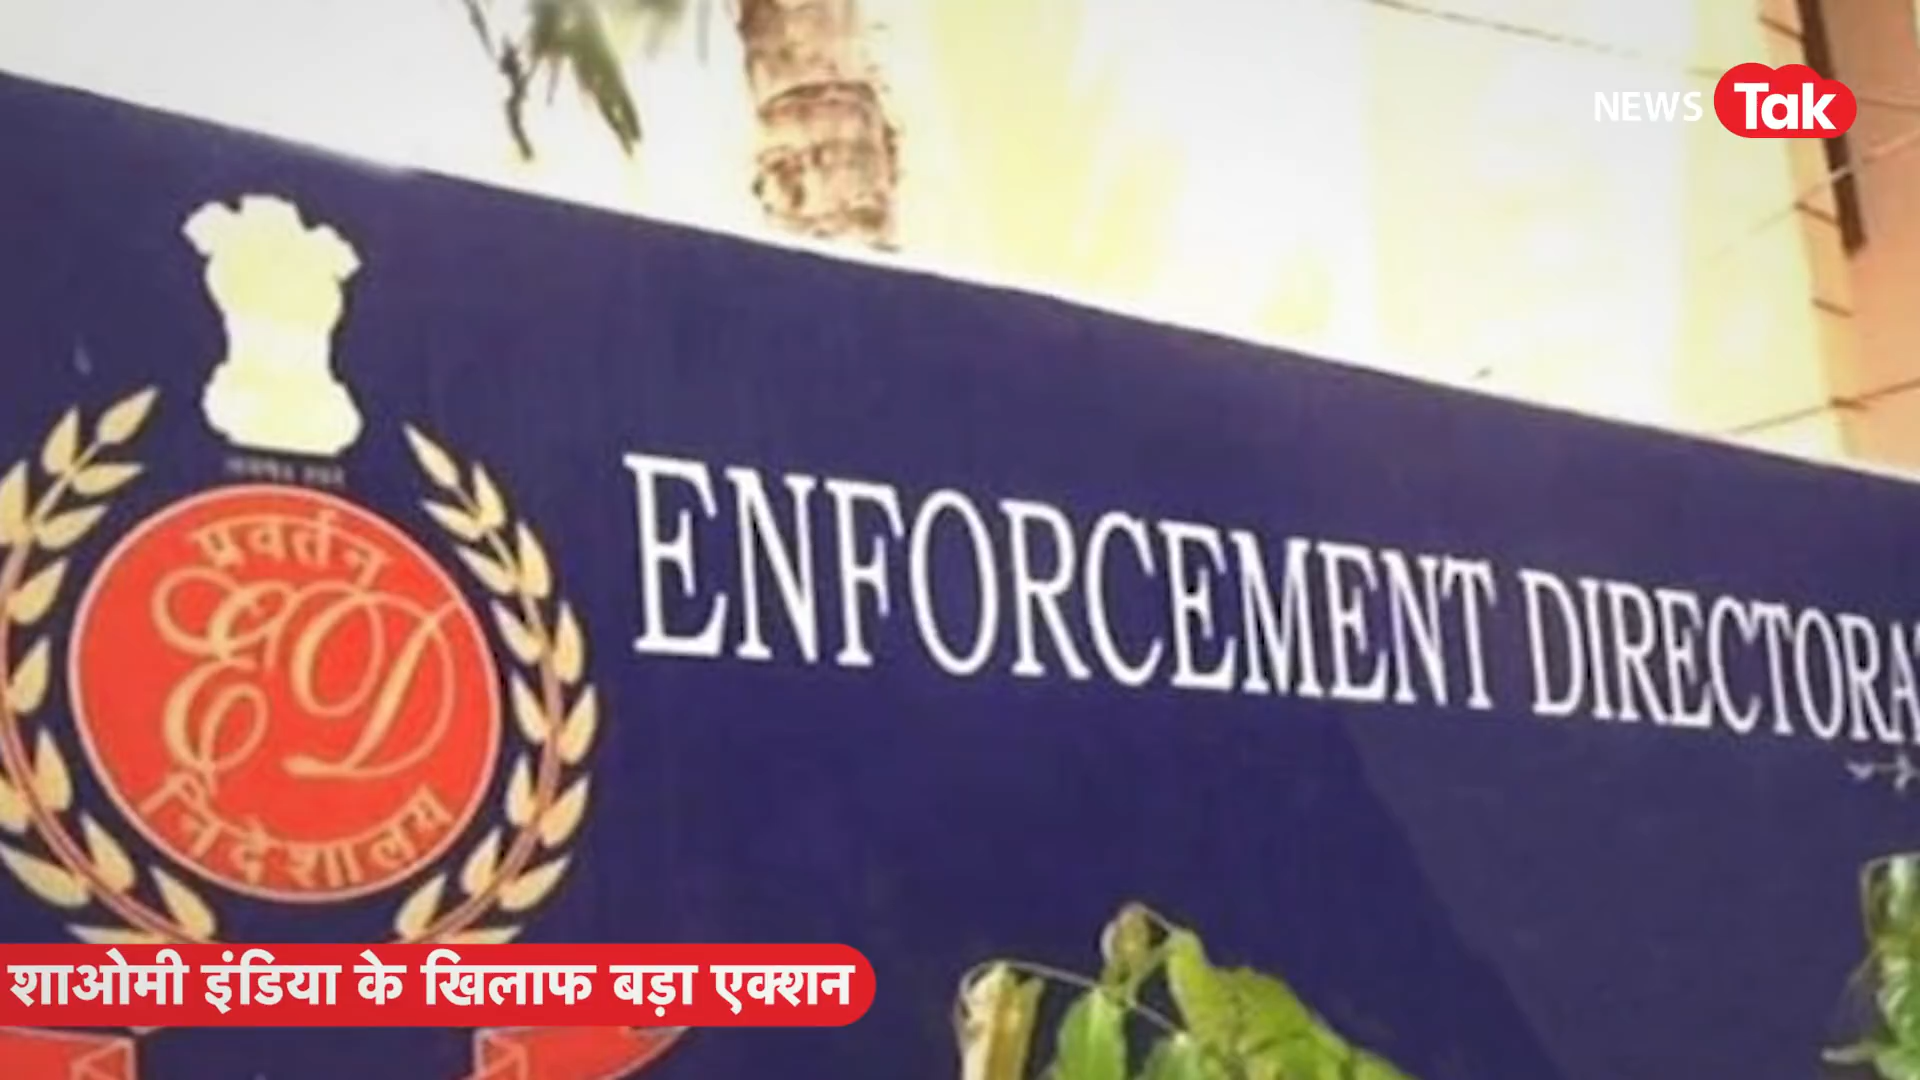 NEWS Tak
ENFORCEMENT DIRECTORA
प्रवर्तन
ED
निदेशालय
शाओमी इंडिया के खिलाफ बड़ा एक्शन